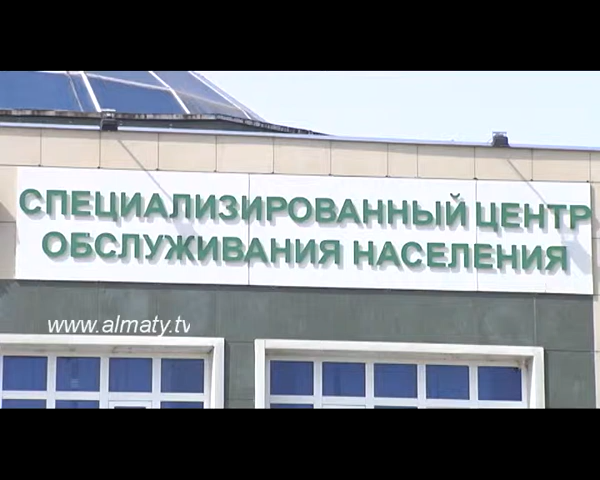 СПЕЦИАЛИЗИРОВАННЫЙ ЦЕНТР
ОБСЛУЖИВАНИЯ НАСЕЛЕНИЯ
www.almaty.tv